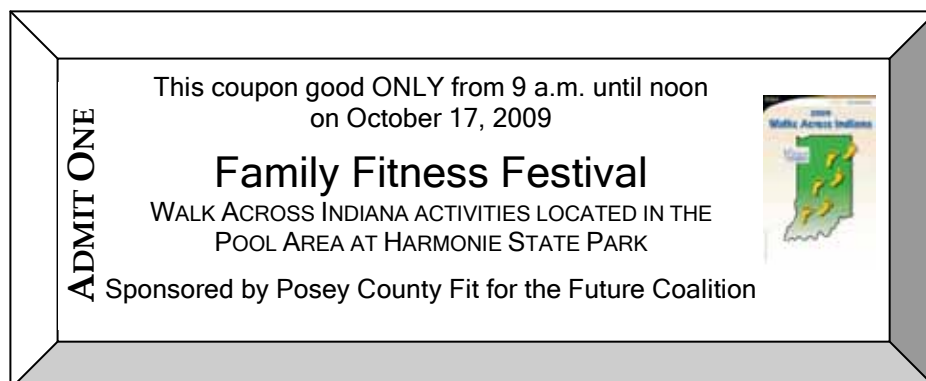 ADMIT ONE
This coupon good ONLY from 9 a.m. until noon
on October 17, 2009
Family Fitness Festival
WALK ACROSS INDIANA ACTIVITIES LOCATED IN THE
POOL AREA AT HARMONIE STATE PARK
Sponsored by Posey County Fit for the Future Coalition
2009
Walk Across Indiana